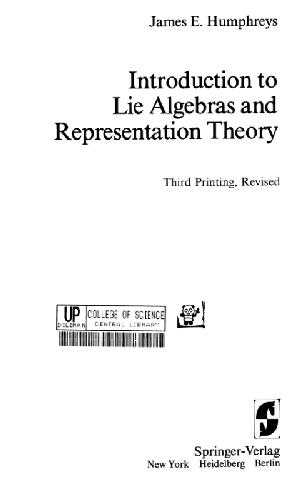 James E. Humphreys
Introduction to
Lie Algebras and
Representation Theory
Third Printing, Revised
UP
DILIMAN
COLLEGE OF SCIENCE
CENTRAL LIBRARY
Springer-Verlag
New York Heidelberg Berlin